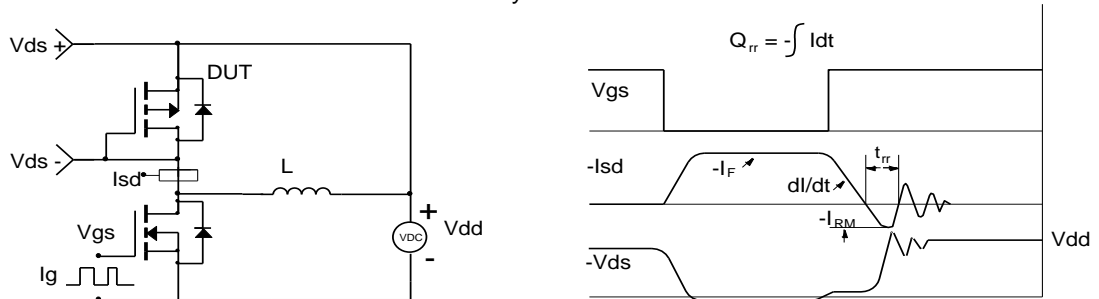 Vds +
DUT
Vds -
Isd
L
Vgs
Ig
VDC
+
-
Vdd
Qrr = -∫ Idt
Vgs
-Isd
-IF
dI/dt
trr
-IRM
-Vds
Vdd